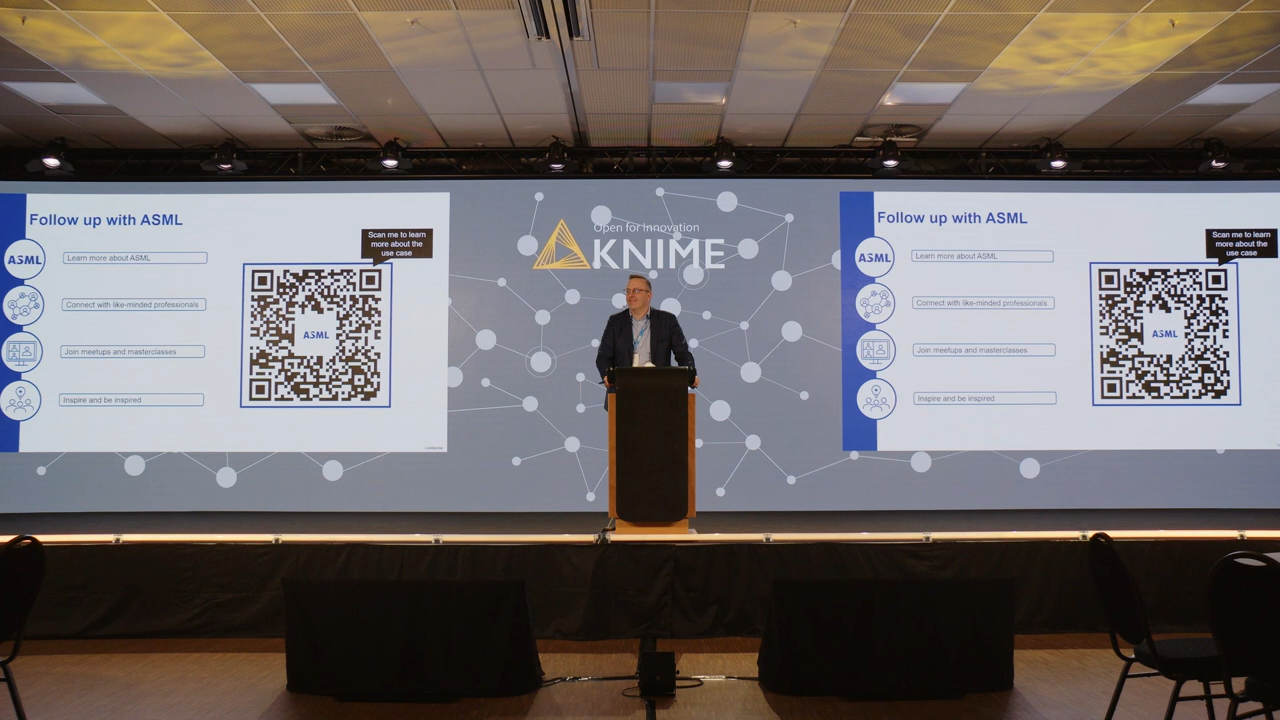 Follow up with ASML
Scan me to learn
more about the
use case
ASML
Learn more about ASML
Connect with like-minded professionals
ASML
Join meetups and masterclasses
Inspire and be inspired
Confidential
Open for Innovation
KNIME
Follow up with ASML
Scan me to learn
more about the
use case
ASML
Learn more about ASML
Connect with like-minded professionals
ASML
Join meetups and masterclasses
Inspire and be inspired